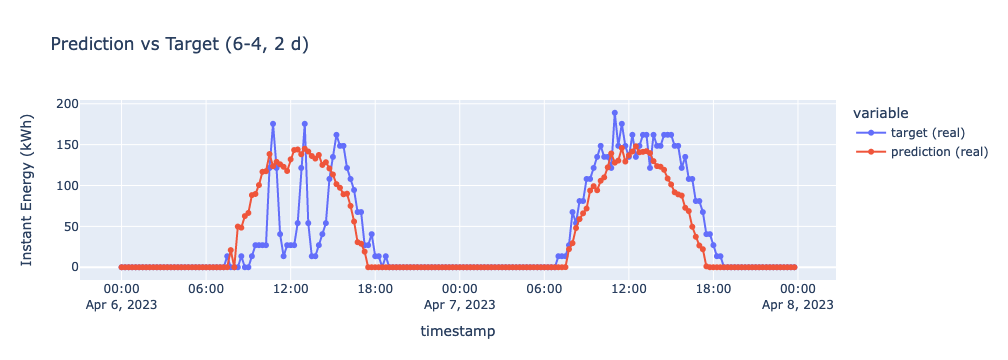 Prediction vs Target (6-4, 2 d)
Instant Energy (kWh)
200
150
100
50
0
00:00 06:00 12:00 18:00 00:00 06:00 12:00 18:00 00:00
Apr 6, 2023 Apr 7, 2023 Apr 8, 2023
timestamp
variable
target (real)
prediction (real)